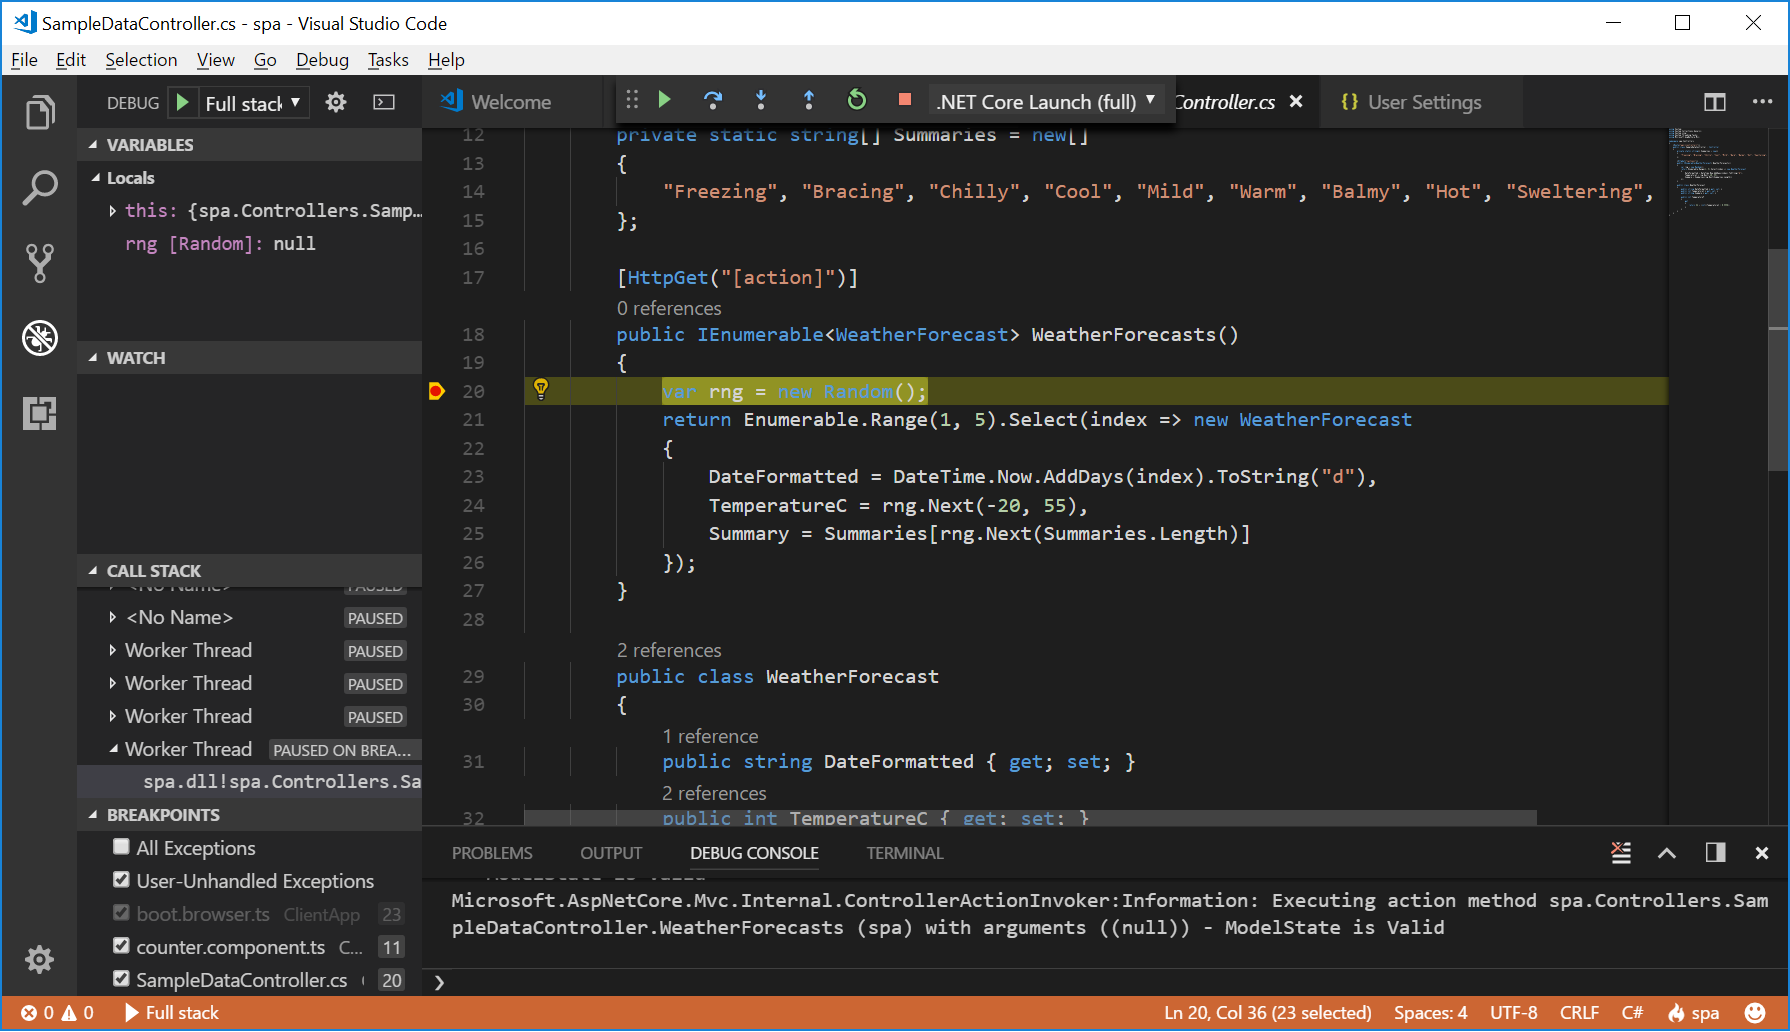 SampleDataController.cs - spa - Visual Studio Code
File Edit Selection View Go Debug Tasks Help
DEBUG Full stack
VARIABLES
Locals
this: {spa.Controllers.Samp...
rng [Random]: null
WATCH
CALL STACK
<No Name> PAUSED
<No Name> PAUSED
Worker Thread PAUSED
Worker Thread PAUSED
Worker Thread PAUSED
Worker Thread PAUSED ON BREA...
spa.dll!spa.Controllers.Sa
BREAKPOINTS
All Exceptions
User-Unhandled Exceptions
boot.browser.ts ClientApp 23
counter.component.ts C... 11
SampleDataController.cs 20
Welcome .NET Core Launch (full) Controller.cs {} User Settings
12 private static string[] Summaries = new[]
13 {
14 "Freezing", "Bracing", "Chilly", "Cool", "Mild", "Warm", "Balmy", "Hot", "Sweltering",
15 };
16
17 [HttpGet("[action]")]
0 references
18 public IEnumerable<WeatherForecast> WeatherForecasts()
19 {
20 var rng = new Random();
21 return Enumerable.Range(1, 5).Select(index => new WeatherForecast
22 {
23 DateFormatted = DateTime.Now.AddDays(index).ToString("d"),
24 TemperatureC = rng.Next(-20, 55),
25 Summary = Summaries[rng.Next(Summaries.Length)]
26 });
27 }
28
2 references
29 public class WeatherForecast
30 {
1 reference
31 public string DateFormatted { get; set; }
2 references
32 public int TemperatureC { get; set; }
PROBLEMS OUTPUT DEBUG CONSOLE TERMINAL
ModelState is Valid
Microsoft.AspNetCore.Mvc.Internal.ControllerActionInvoker:Information: Executing action method spa.Controllers.Sam
pleDataController.WeatherForecasts (spa) with arguments ((null)) - ModelState is Valid
0 0 Full stack Ln 20, Col 36 (23 selected) Spaces: 4 UTF-8 CRLF C# spa